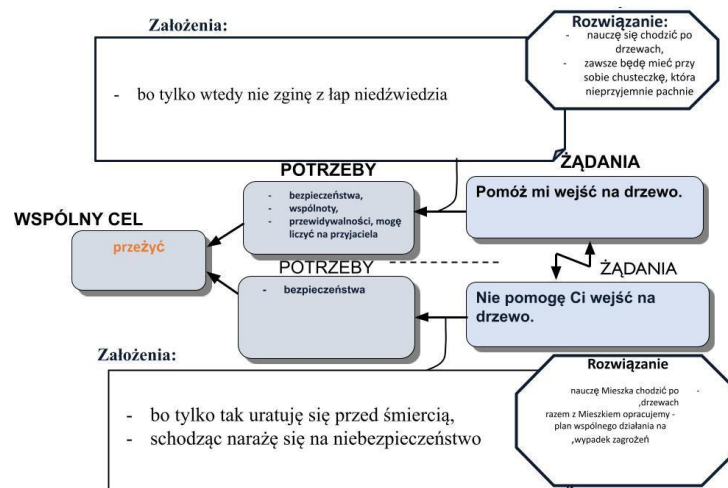 Założenia:
- bo tylko wtedy nie zginę z łap niedźwiedzia
Rozwiązanie:
- nauczę się chodzić po
drzewach,
- zawsze będę mieć przy
sobie chusteczkę, która
nieprzyjemnie pachnie
POTRZEBY
- bezpieczeństwa,
- wspólnoty,
- przewidywalności, mogę
liczyć na przyjaciela
ŻĄDANIA
Pomóż mi wejść na drzewo.
WSPÓLNY CEL
przeżyć
POTRZEBY
- bezpieczeństwa
ŻĄDANIA
Nie pomogę Ci wejść na
drzewo.
Założenia:
- bo tylko tak uratuję się przed śmiercią,
- schodząc narażę się na niebezpieczeństwo
Rozwiązanie
nauczę Mieszka chodzić po -
,drzewach
razem z Mieszkiem opracujemy -
plan wspólnego działania na
,wypadek zagrożeń